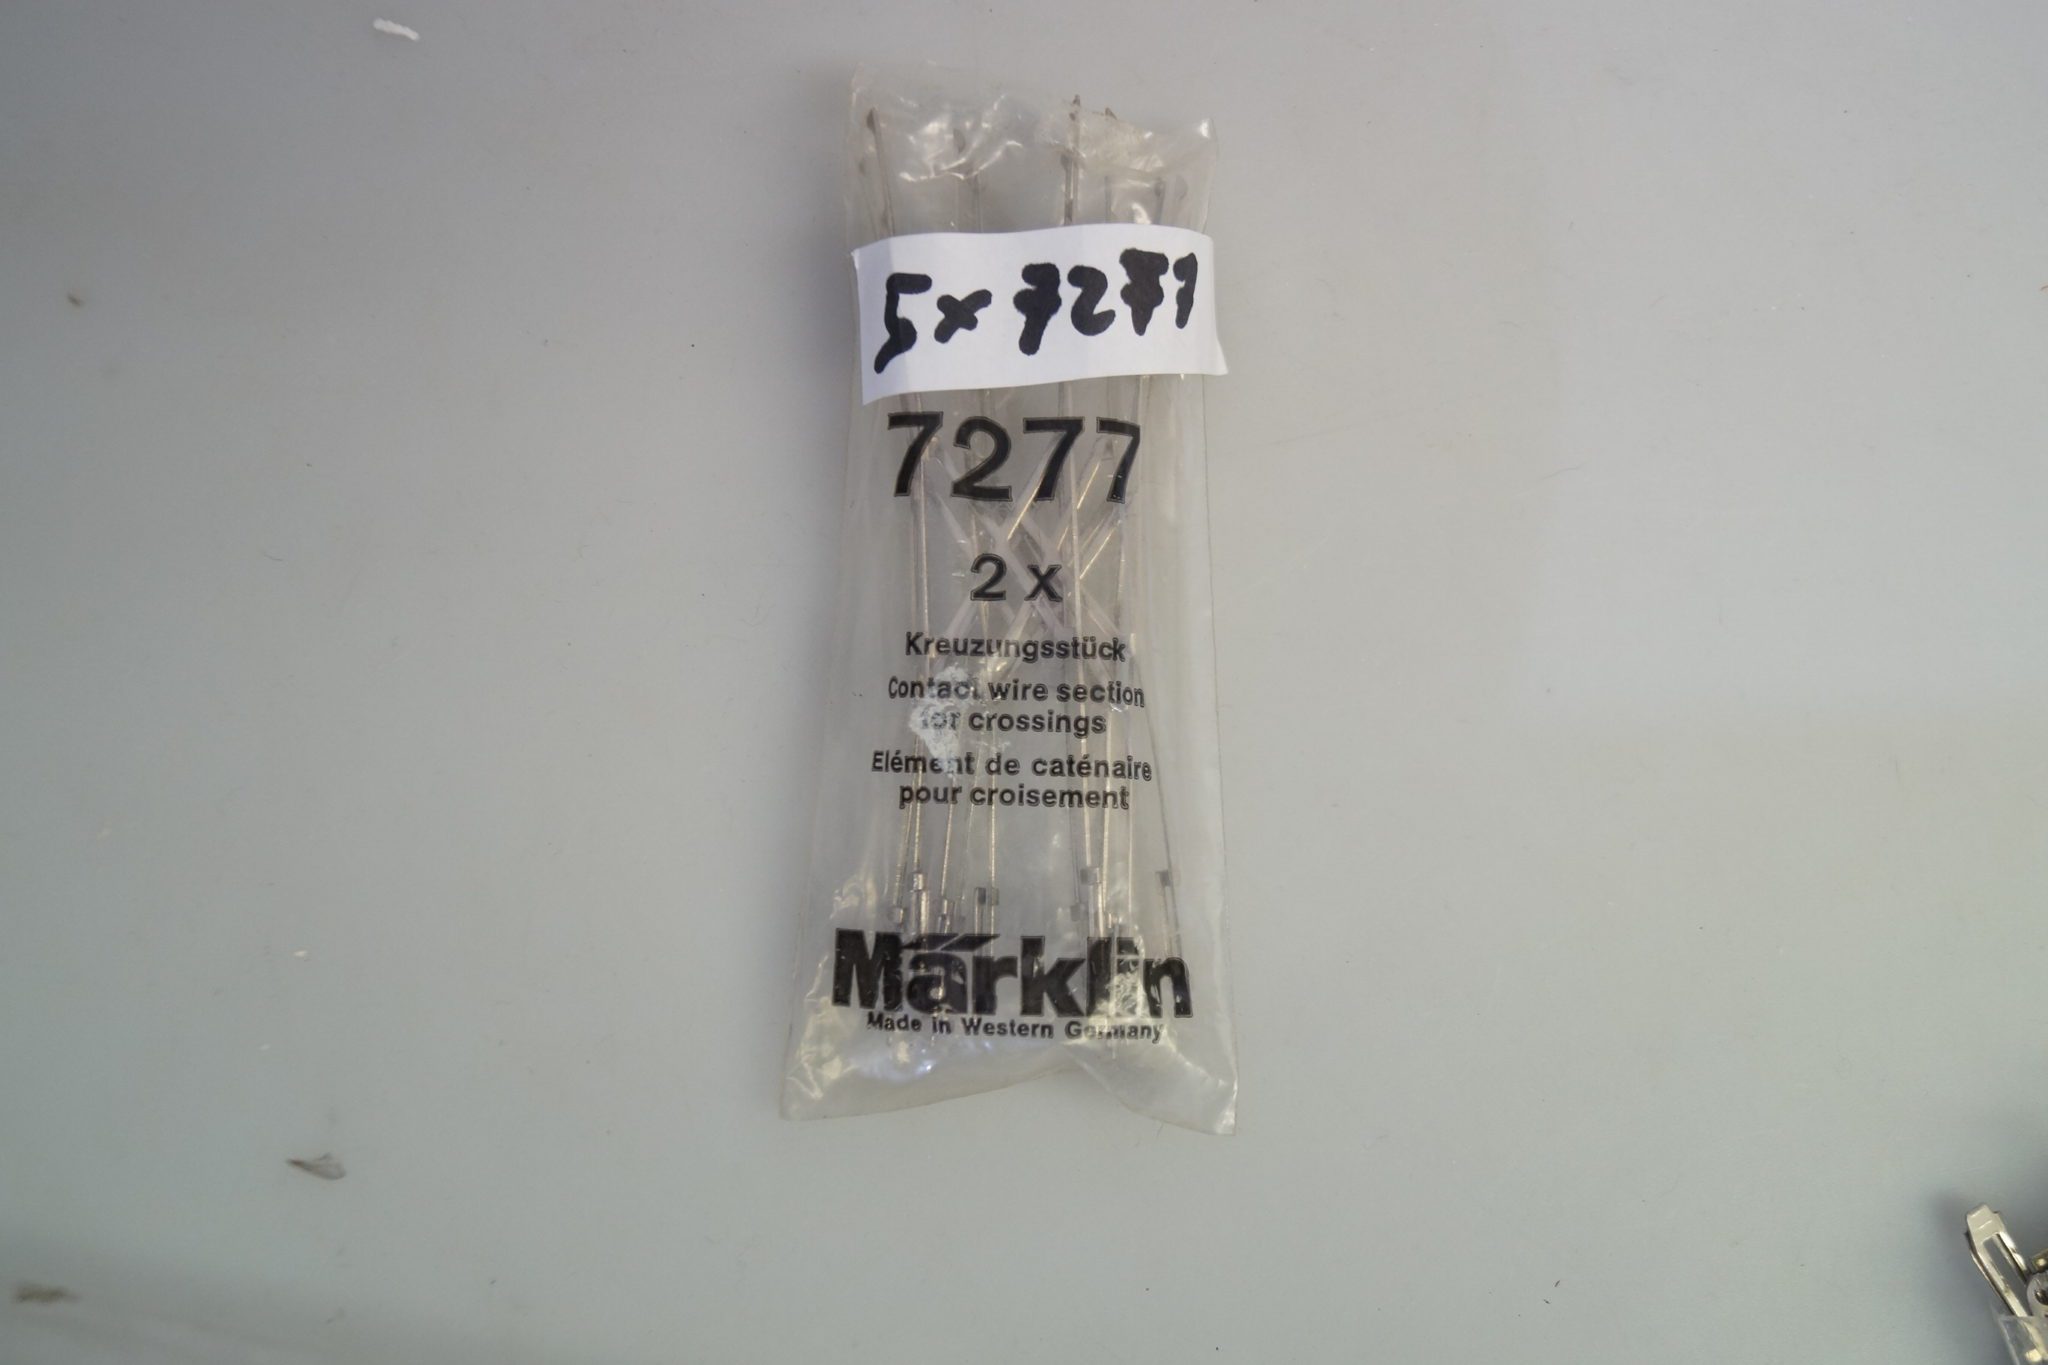 5x 7271
7277
2 x
Kreuzungsstück
Contact wire section
for crossings
Elément de caténaire
pour croisement
Märklin
Made in Western Germany